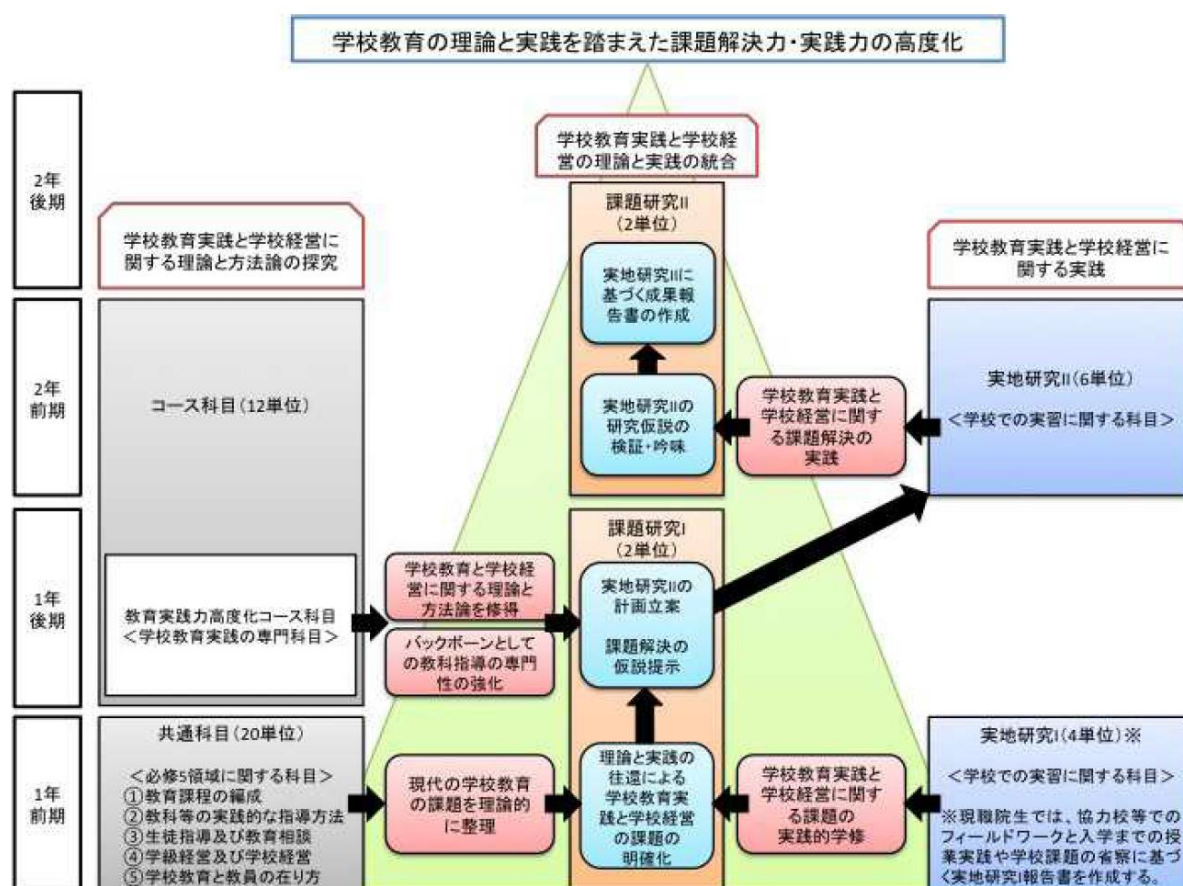 学校教育の理論と実践を踏まえた課題解決力・実践力の高度化
学校教育実践と学校経
営の理論と実践の統合
2年
後期
課題研究II
(2単位)
学校教育実践と学校経営に
関する理論と方法論の探究
学校教育実践と学校経営に
関する実践
実地研究IIに
基づく成果報
告書の作成
2年
前期
コース科目(12単位)
実地研究IIの
研究仮説の
検証・吟味
学校教育実践と
学校経営に関す
る課題解決の
実践
実地研究II(6単位)
<学校での実習に関する科目>
1年
後期
課題研究I
(2単位)
教育実践力高度化コース科目
<学校教育実践の専門科目>
学校教育と学校経
営に関する理論と
方法論を修得
バックボーンとして
の教科指導の専門
性の強化
実地研究IIの
計画立案
課題解決の
仮説提示
1年
前期
共通科目(20単位)
<必修5領域に関する科目>
①教育課程の編成
②教科等の実践的な指導方法
③生徒指導及び教育相談
④学級経営及び学校経営
⑤学校教育と教員の在り方
現代の学校教育
の課題を理論的
に整理
理論と実践の
往還による
学校教育実
践と学校経営
の課題の
明確化
学校教育実践と
学校経営に関す
る課題の
実践的学修
実地研究I(4単位)※
<学校での実習に関する科目>
※現職院生では、協力校等での
フィールドワークと入学までの授
業実践や学校課題の省察に基づ
く実地研究I報告書を作成する。